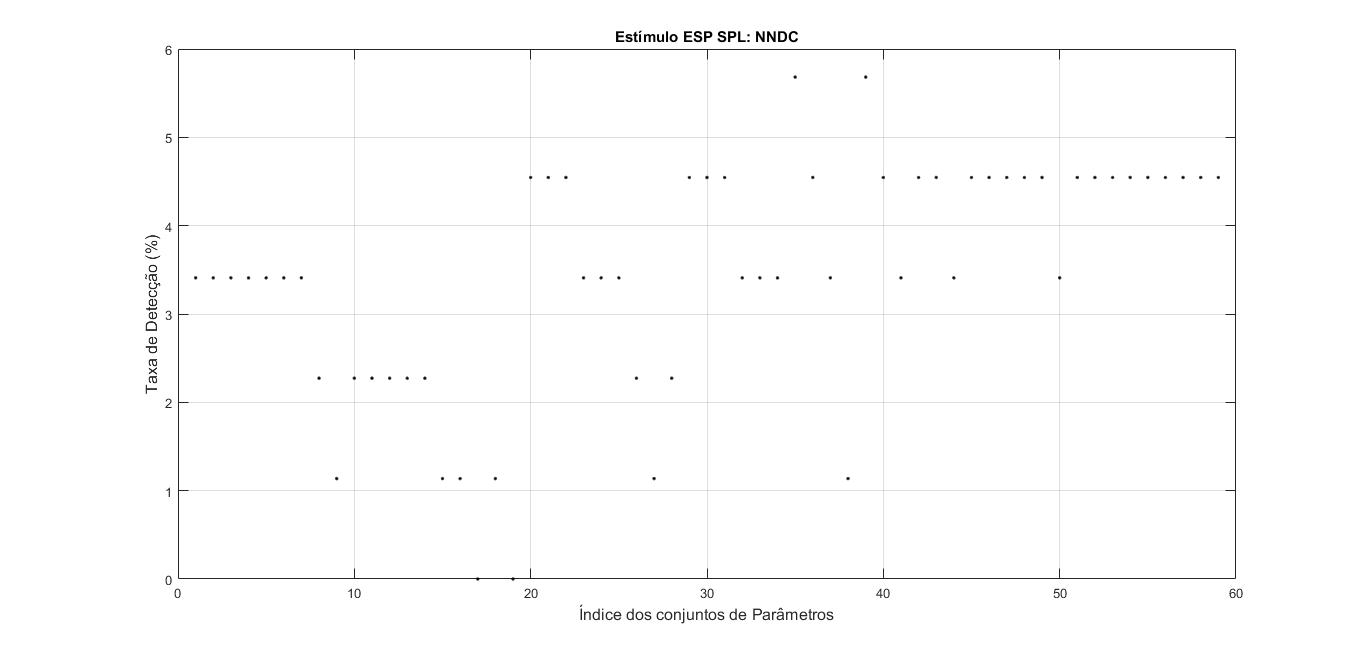 Estímulo ESP SPL: NNDC
6
5
4
3
2
1
0
Taxa de Detecção (%)
0 10 20 30 40 50 60
Índice dos conjuntos de Parâmetros